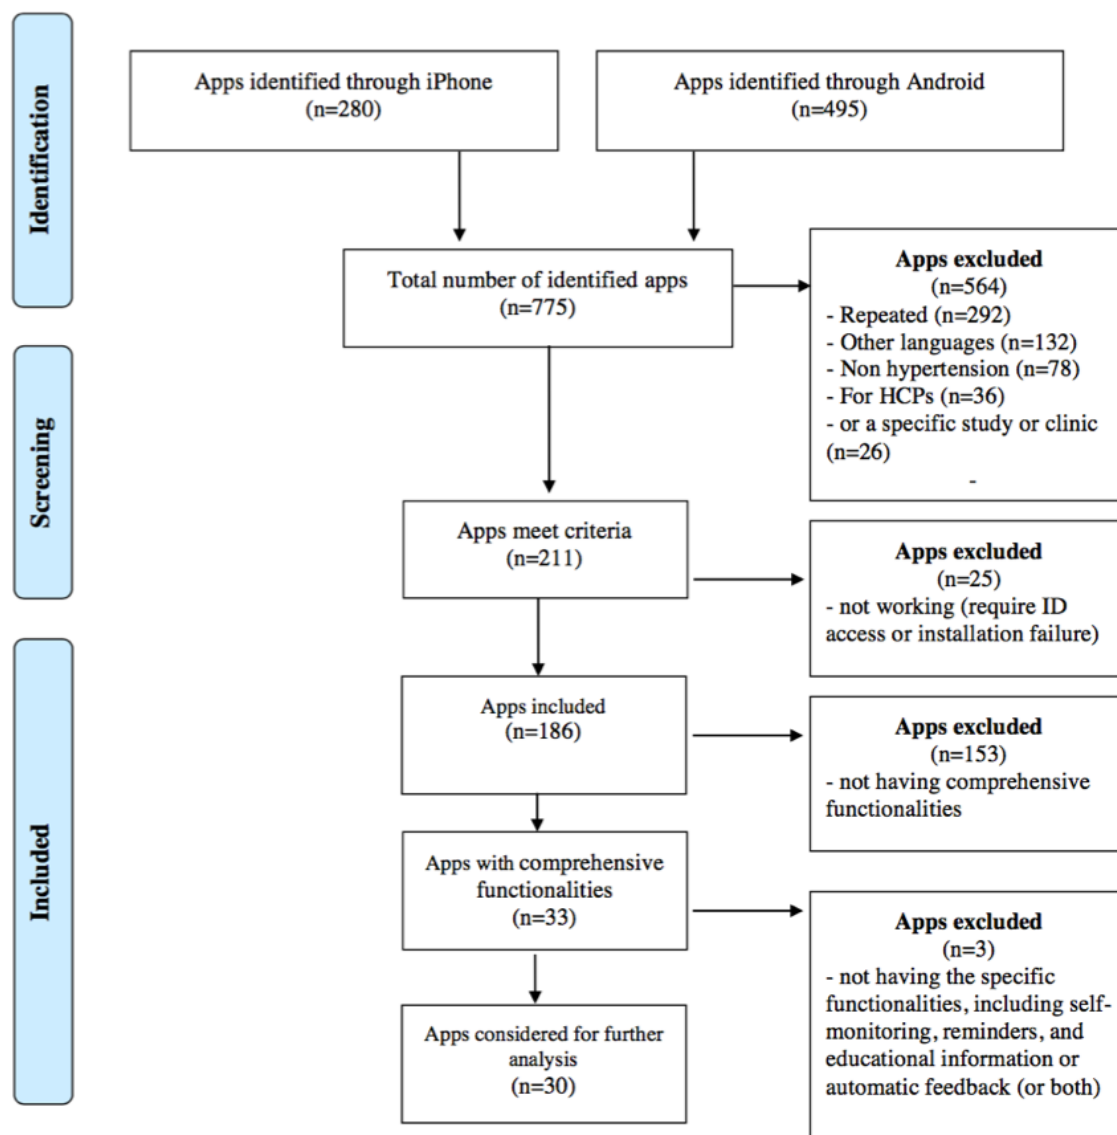 Identification
Apps identified through iPhone
(n=280)
Apps identified through Android
(n=495)
Total number of identified apps
(n=775)
Apps excluded
(n=564)
- Repeated (n=292)
- Other languages (n=132)
- Non hypertension (n=78)
- For HCPs (n=36)
- or a specific study or clinic
(n=26)
-
Screening
Apps meet criteria
(n=211)
Apps excluded
(n=25)
- not working (require ID
access or installation failure)
Included
Apps included
(n=186)
Apps excluded
(n=153)
- not having comprehensive
functionalities
Apps with comprehensive
functionalities
(n=33)
Apps excluded
(n=3)
- not having the specific
functionalities, including self-
monitoring, reminders, and
educational information or
automatic feedback (or both)
Apps considered for further
analysis
(n=30)